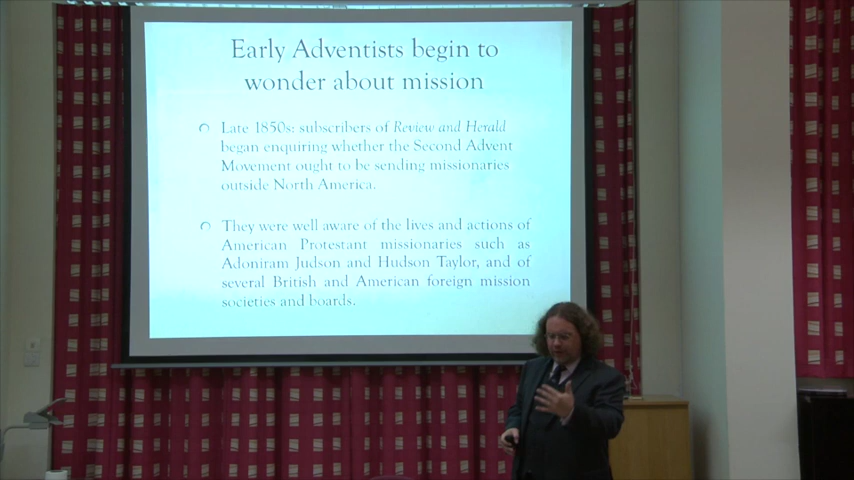 Early Adventists begin to
wonder about mission
Late 1850s: subscribers of Review and Herald
began enquiring whether the Second Advent
Movement ought to be sending missionaries
outside North America.
They were well aware of the lives and actions of
American Protestant missionaries such as
Adoniram Judson and Hudson Taylor, and of
several British and American foreign mission
societies and boards.